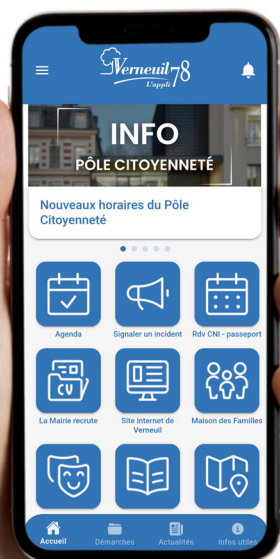 Verneuil 78
L'appli
INFO
PÔLE CITOYENNETÉ
Nouveaux horaires du Pôle
Citoyenneté
Agenda
Signaler un incident
Rdv CNI - passeport
CV
La Mairie recrute
Site internet de
Verneuil
Maison des Familles
Accueil
Démarches
Actualités
Infos utiles